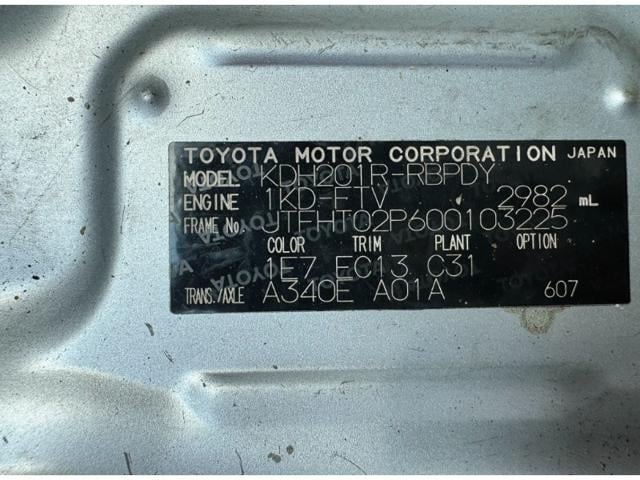 TOYOTA MOTOR CORPORATION JAPAN
MODEL KDH201R-RBPDY
ENGINE 1KD-FTV 2982 mL
FRAME No. JTFHT02P600103225
COLOR TRIM PLANT OPTION
1E7 EC13 C31
TRANS./AXLE A340E A01A 607